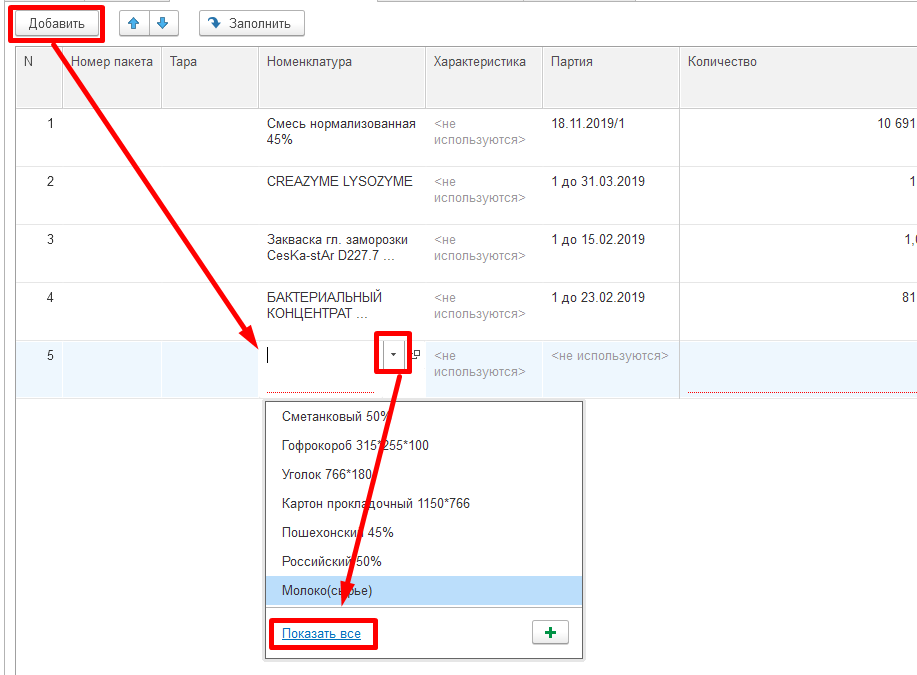 Добавить
Заполнить
N Номер пакета Тара Номенклатура Характеристика Партия Количество
1 Смесь нормализованная <не 18.11.2019/1 10 691
45% используются>
2 CREAZYME LYSOZYME <не 1 до 31.03.2019 1
используются>
3 Закваска гл. заморозки <не 1 до 15.02.2019 1,
CesKa-stAr D227.7 ... используются>
4 БАКТЕРИАЛЬНЫЙ <не 1 до 23.02.2019 81
КОНЦЕНТРАТ ... используются>
5 <не <не используются>
используются>
Сметанковый 50%
Гофрокороб 315*255*100
Уголок 766*180
Картон прокладочный 1150*766
Пошехонский 45%
Российский 50%
Молоко(сырье)
Показать все